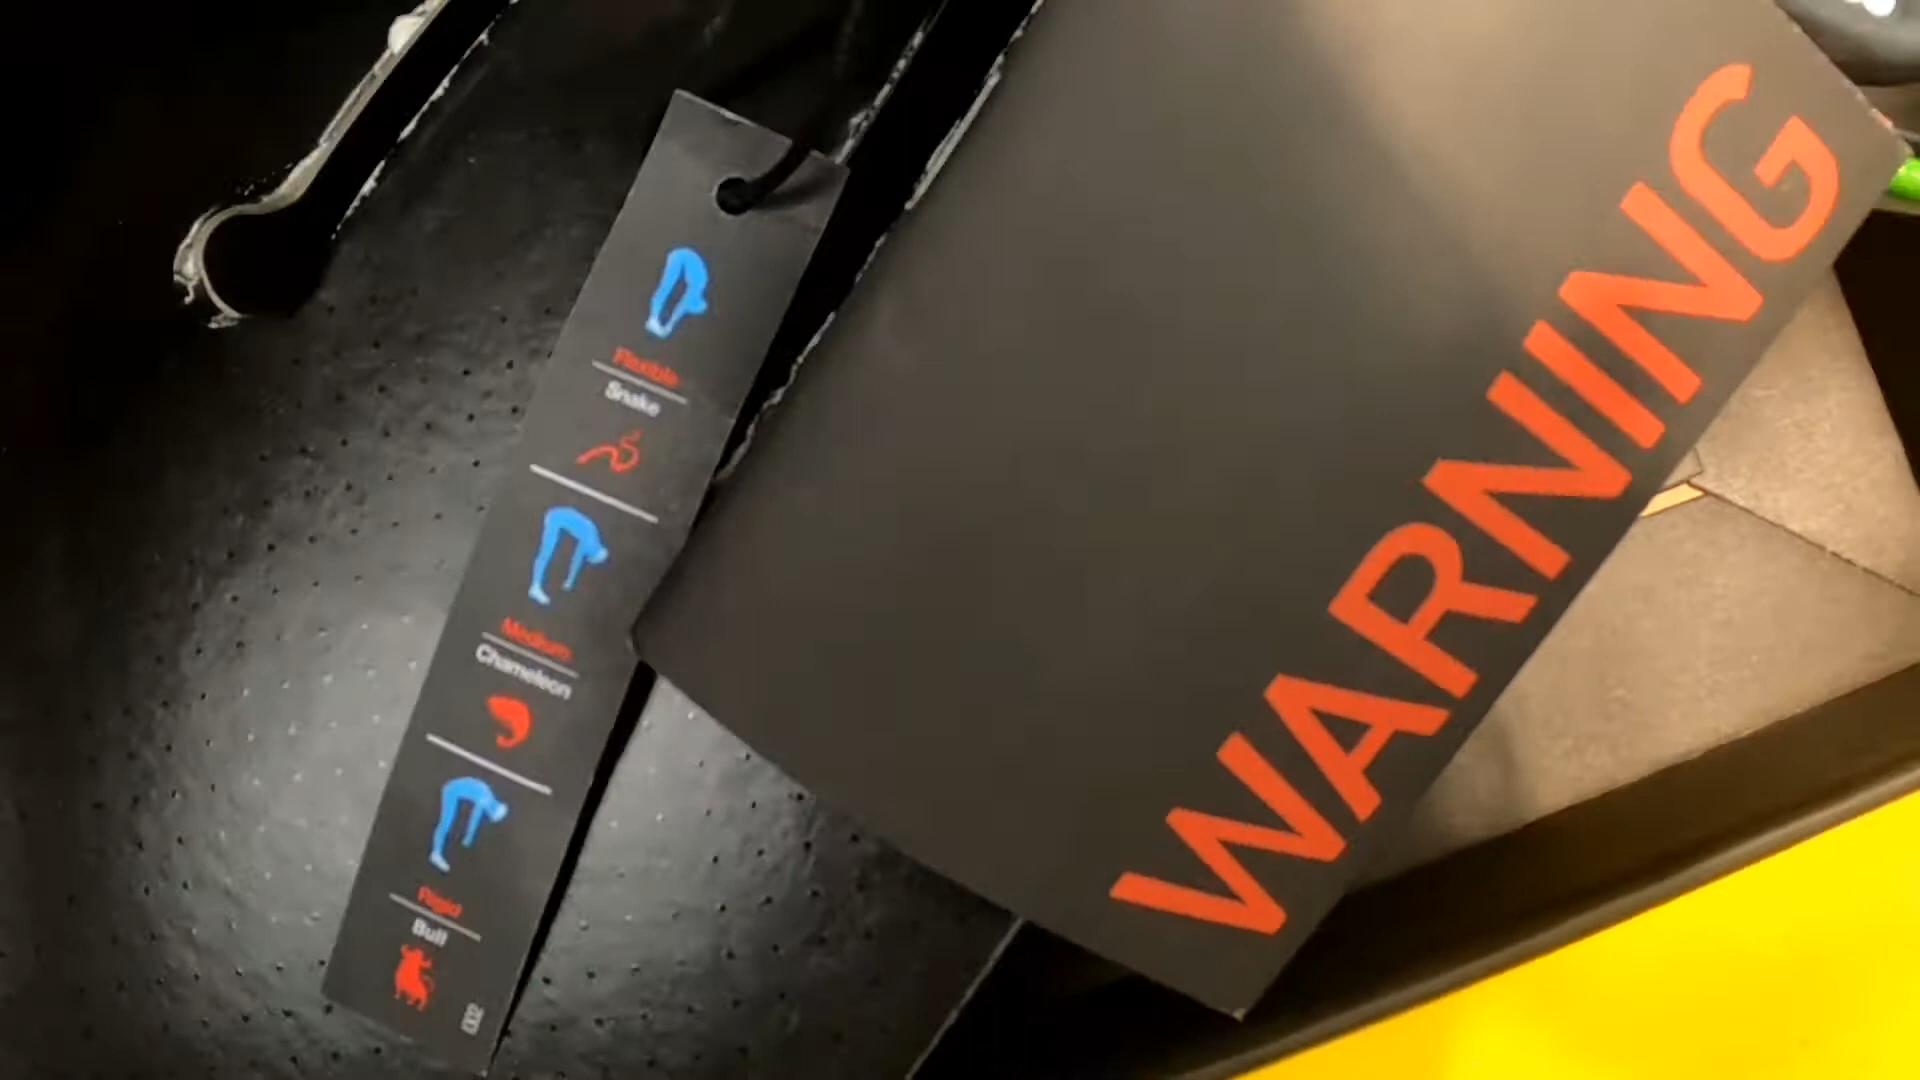 Flexible
Snake
Medium
Chameleon
Rigid
Bull
WARNING